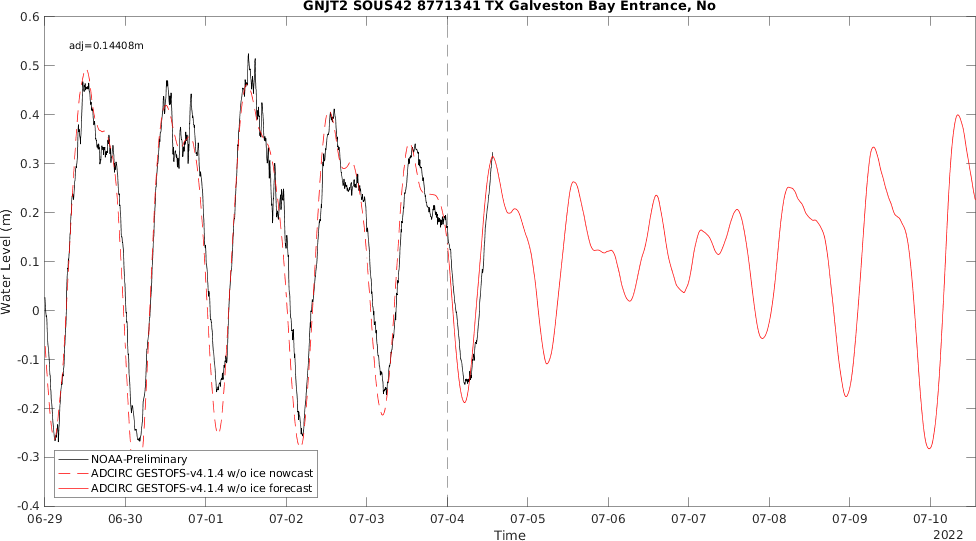 GNJT2 SOUS42 8771341 TX Galveston Bay Entrance, No
adj=0.14408m
Water Level (m)
0.6
0.5
0.4
0.3
0.2
0.1
0
-0.1
-0.2
-0.3
-0.4
NOAA-Preliminary
ADCIRC GESTOFS-v4.1.4 w/o ice nowcast
ADCIRC GESTOFS-v4.1.4 w/o ice forecast
06-29 06-30 07-01 07-02 07-03 07-04 07-05 07-06 07-07 07-08 07-09 07-10
Time
2022